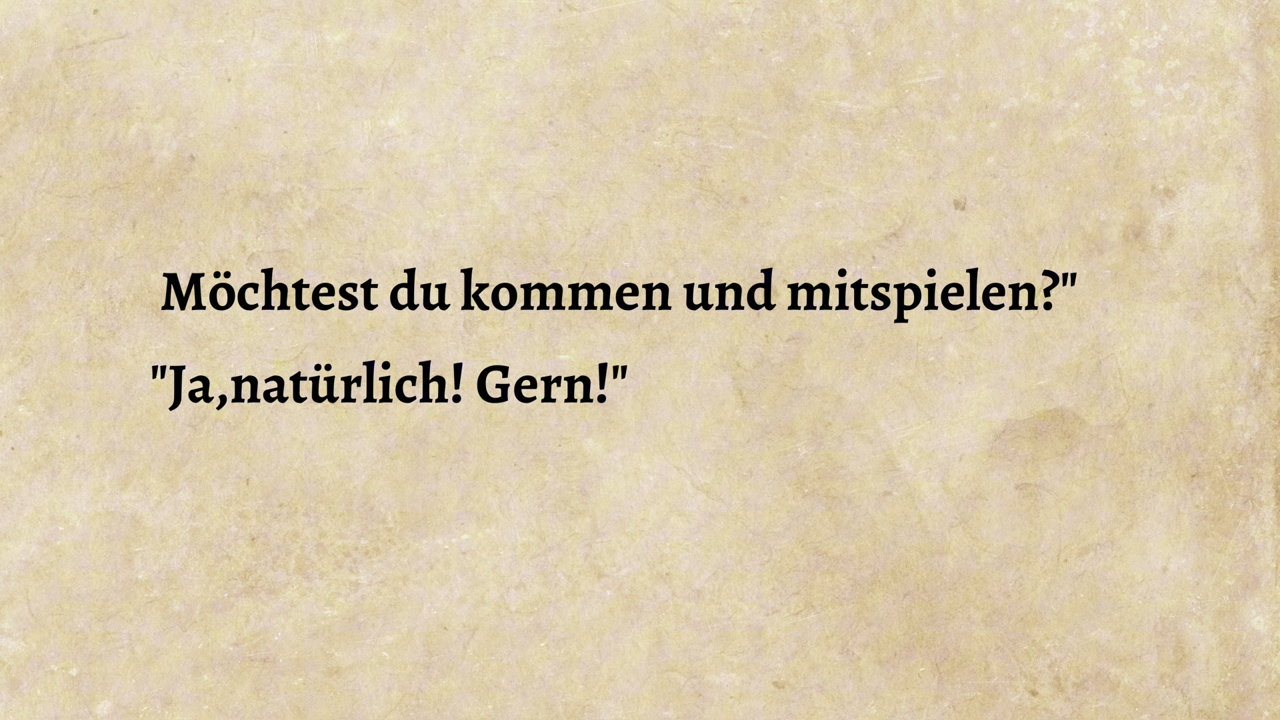 Möchtest du kommen und mitspielen?"
"Ja,natürlich! Gern!"